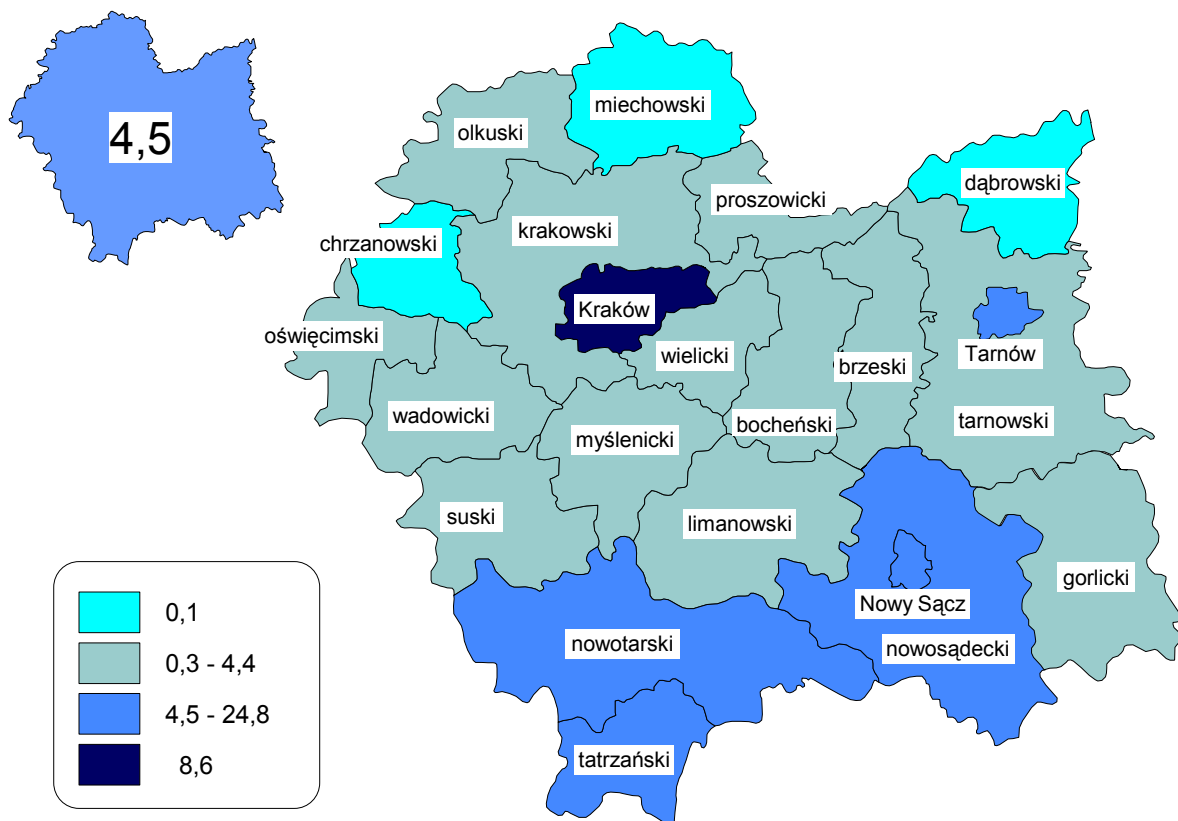 4,5
miechowski
olkuski
dąbrowski
proszowicki
krakowski
chrzanowski
Kraków
oświęcimski
wielicki
Tarnów
brzeski
wadowicki
tarnowski
bocheński
myślenicki
suski
limanowski
gorlicki
Nowy Sącz
nowotarski
nowosądecki
tatrzański
0,1
0,3 - 4,4
4,5 - 24,8
8,6